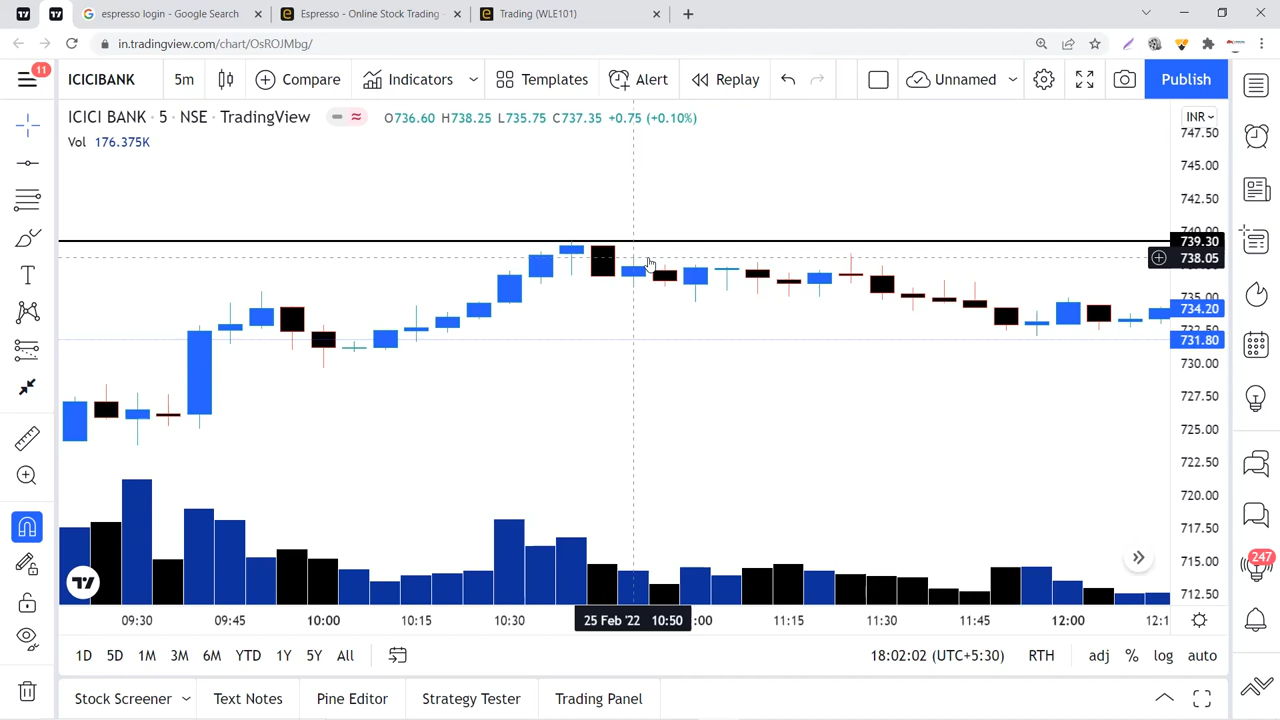 espresso login - Google Search
Espresso - Online Stock Trading
Trading (WLE101)
in.tradingview.com/chart/OsROJMbg/
11
ICICIBANK
5m
Compare
Indicators
Templates
Alert
Replay
Unnamed
Publish
ICICI BANK · 5 · NSE · TradingView
O736.60 H738.25 L735.75 C737.35 +0.75 (+0.10%)
Vol 176.375K
INR
747.50
745.00
742.50
740.00
739.30
738.05
735.00
734.20
732.50
731.80
730.00
727.50
725.00
722.50
720.00
717.50
715.00
712.50
247
09:30
09:45
10:00
10:15
10:30
25 Feb '22 10:50
:00
11:15
11:30
11:45
12:00
12:1
1D
5D
1M
3M
6M
YTD
1Y
5Y
All
18:02:02 (UTC+5:30)
RTH
adj
%
log
auto
Stock Screener
Text Notes
Pine Editor
Strategy Tester
Trading Panel